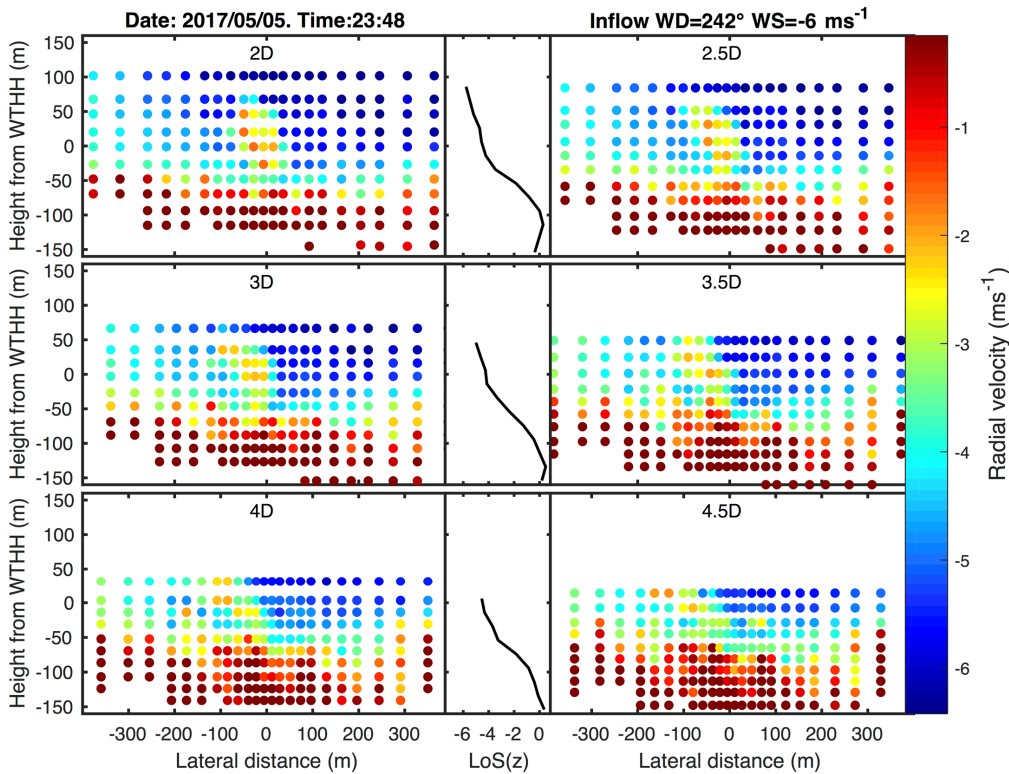 Date: 2017/05/05. Time:23:48
Inflow WD=242° WS=-6 ms⁻¹
2D
2.5D
3D
3.5D
4D
4.5D
Height from WTHH (m)
150
100
50
0
-50
-100
-150
Height from WTHH (m)
150
100
50
0
-50
-100
-150
Height from WTHH (m)
150
100
50
0
-50
-100
-150
-300 -200 -100 0 100 200 300
Lateral distance (m)
-6 -4 -2 0
LoS(z)
-300 -200 -100 0 100 200 300
Lateral distance (m)
-1
-2
-3
-4
-5
-6
Radial velocity (ms⁻¹)